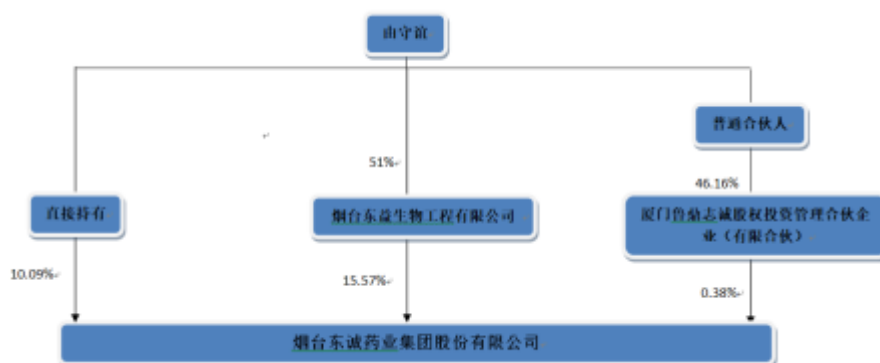 由守谊
普通合伙人
51%
46.16%
直接持有
烟台东益生物工程有限公司
厦门鲁鼎志诚股权投资管理合伙企
业（有限合伙）
10.09%
15.57%
0.38%
烟台东诚药业集团股份有限公司